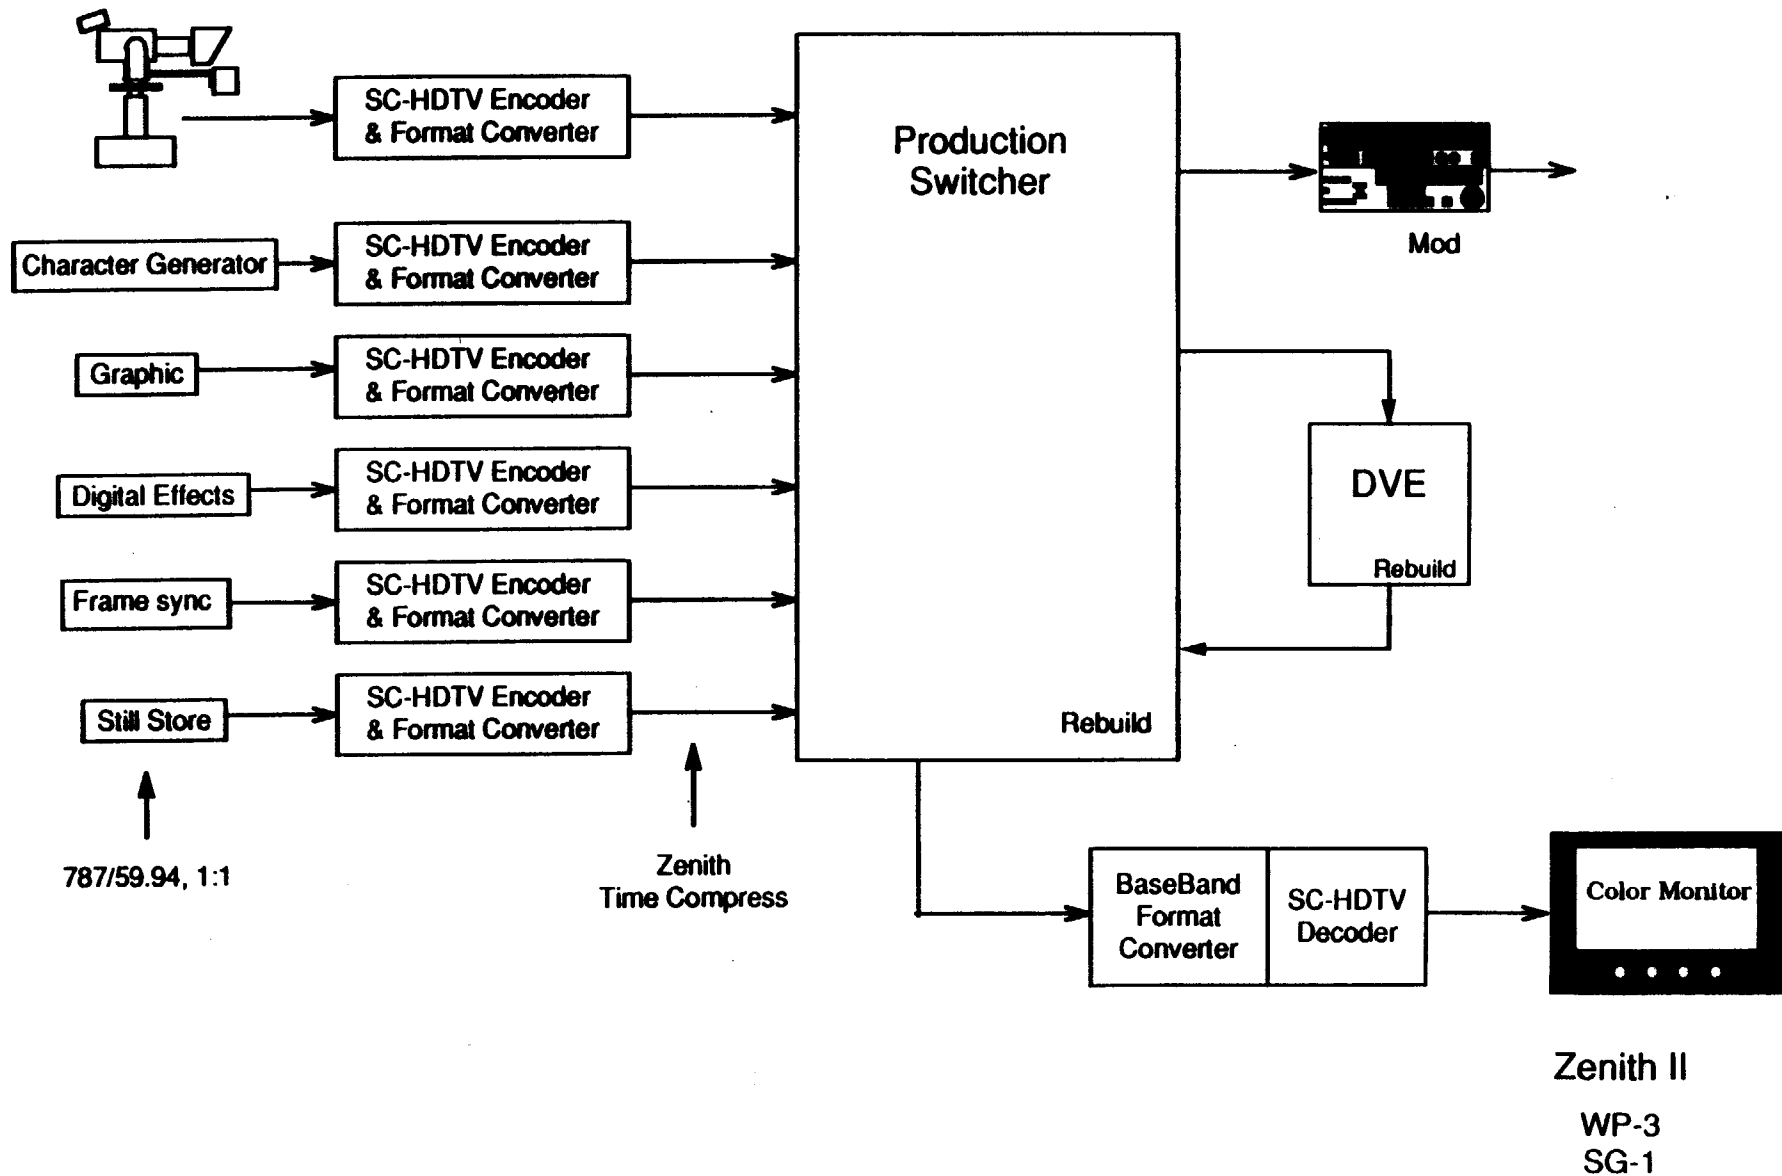 SC-HDTV Encoder
& Format Converter
Production
Switcher
Mod
Character Generator
SC-HDTV Encoder
& Format Converter
Graphic
SC-HDTV Encoder
& Format Converter
Digital Effects
SC-HDTV Encoder
& Format Converter
DVE
Rebuild
Frame sync
SC-HDTV Encoder
& Format Converter
Still Store
SC-HDTV Encoder
& Format Converter
Rebuild
787/59.94, 1:1
Zenith
Time Compress
BaseBand
Format
Converter
SC-HDTV
Decoder
Color Monitor
Zenith II
WP-3
SG-1